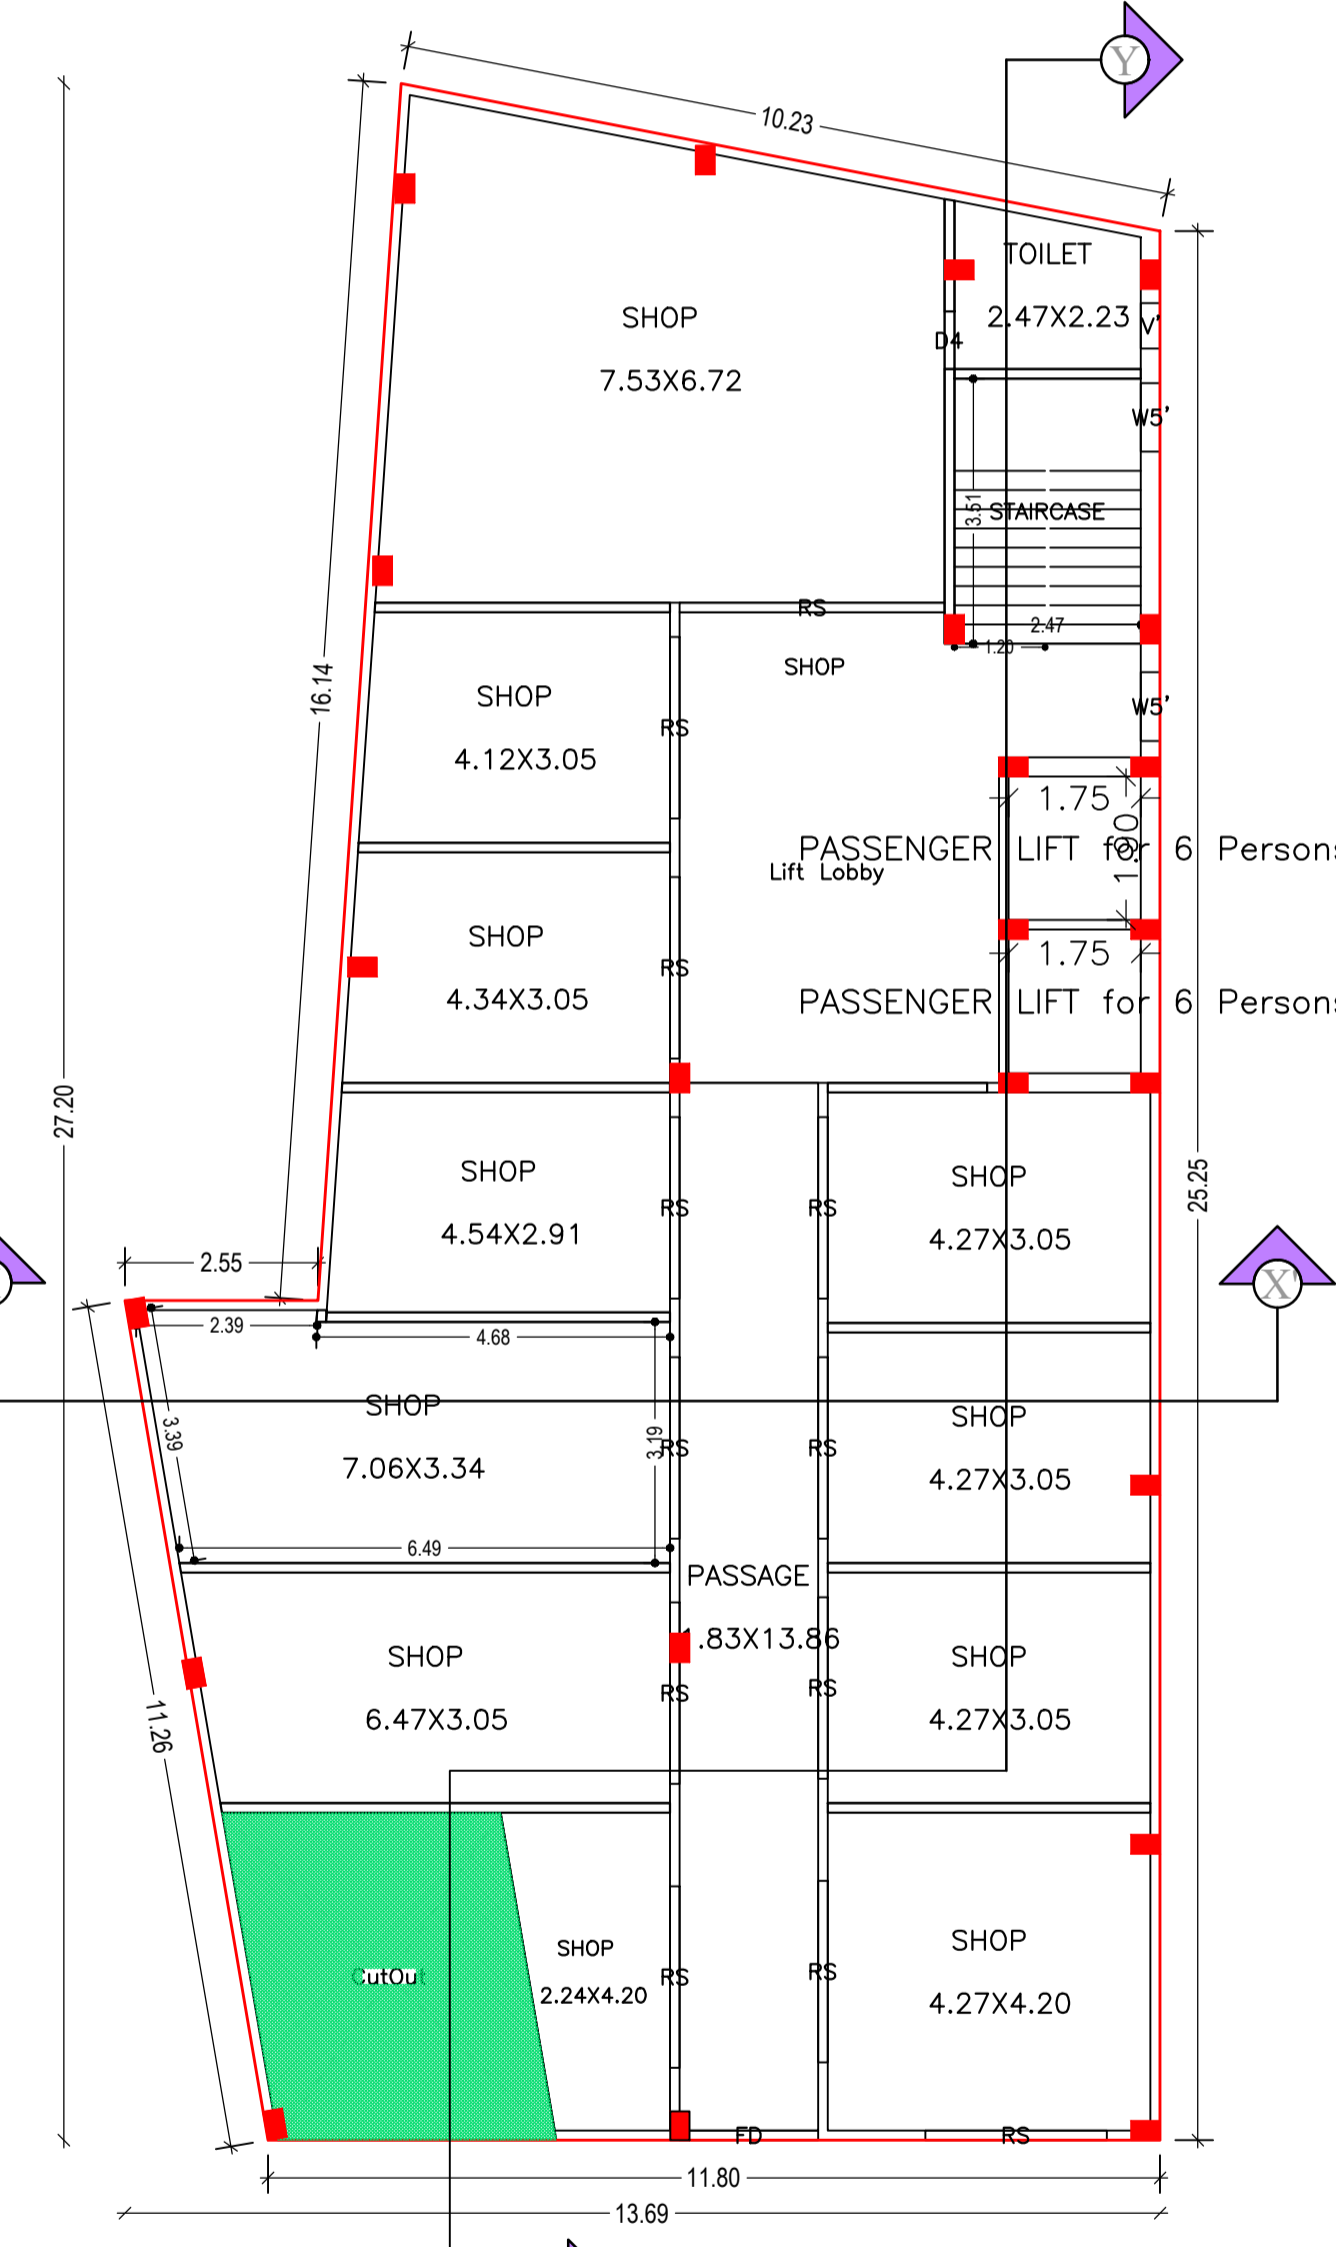 Y
10.23
TOILET
2.47X2.23
V'
D4
SHOP
7.53X6.72
W5'
3.51
STAIRCASE
RS
2.47
1.20
SHOP
16.14
SHOP
4.12X3.05
RS
W5'
1.75
1.90
PASSENGER LIFT for 6 Persons
Lift Lobby
SHOP
4.34X3.05
RS
1.75
PASSENGER LIFT for 6 Persons
27.20
25.25
SHOP
4.54X2.91
RS
RS
SHOP
4.27X3.05
2.55
X'
2.39
4.68
SHOP
7.06X3.34
3.39
3.19
RS
RS
SHOP
4.27X3.05
6.49
PASSAGE
1.83X13.86
SHOP
6.47X3.05
RS
RS
SHOP
4.27X3.05
11.26
CutOut
SHOP
2.24X4.20
RS
RS
SHOP
4.27X4.20
FD
RS
11.80
13.69